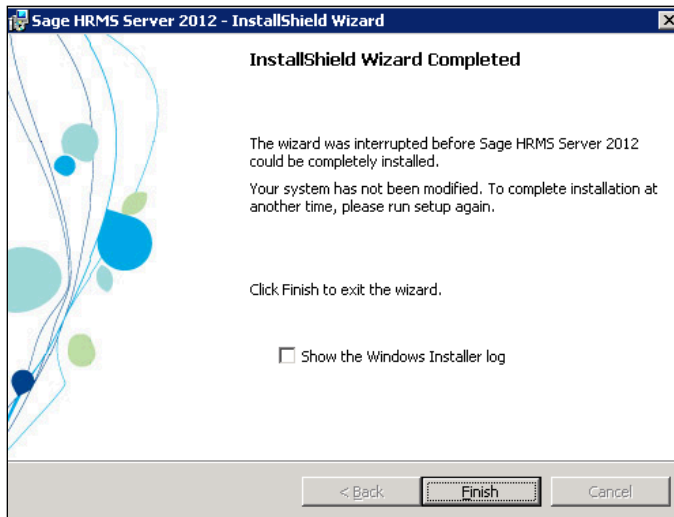 Sage HRMS Server 2012 - InstallShield Wizard
InstallShield Wizard Completed
The wizard was interrupted before Sage HRMS Server 2012
could be completely installed.
Your system has not been modified. To complete installation at
another time, please run setup again.
Click Finish to exit the wizard.
Show the Windows Installer log
< Back Finish Cancel